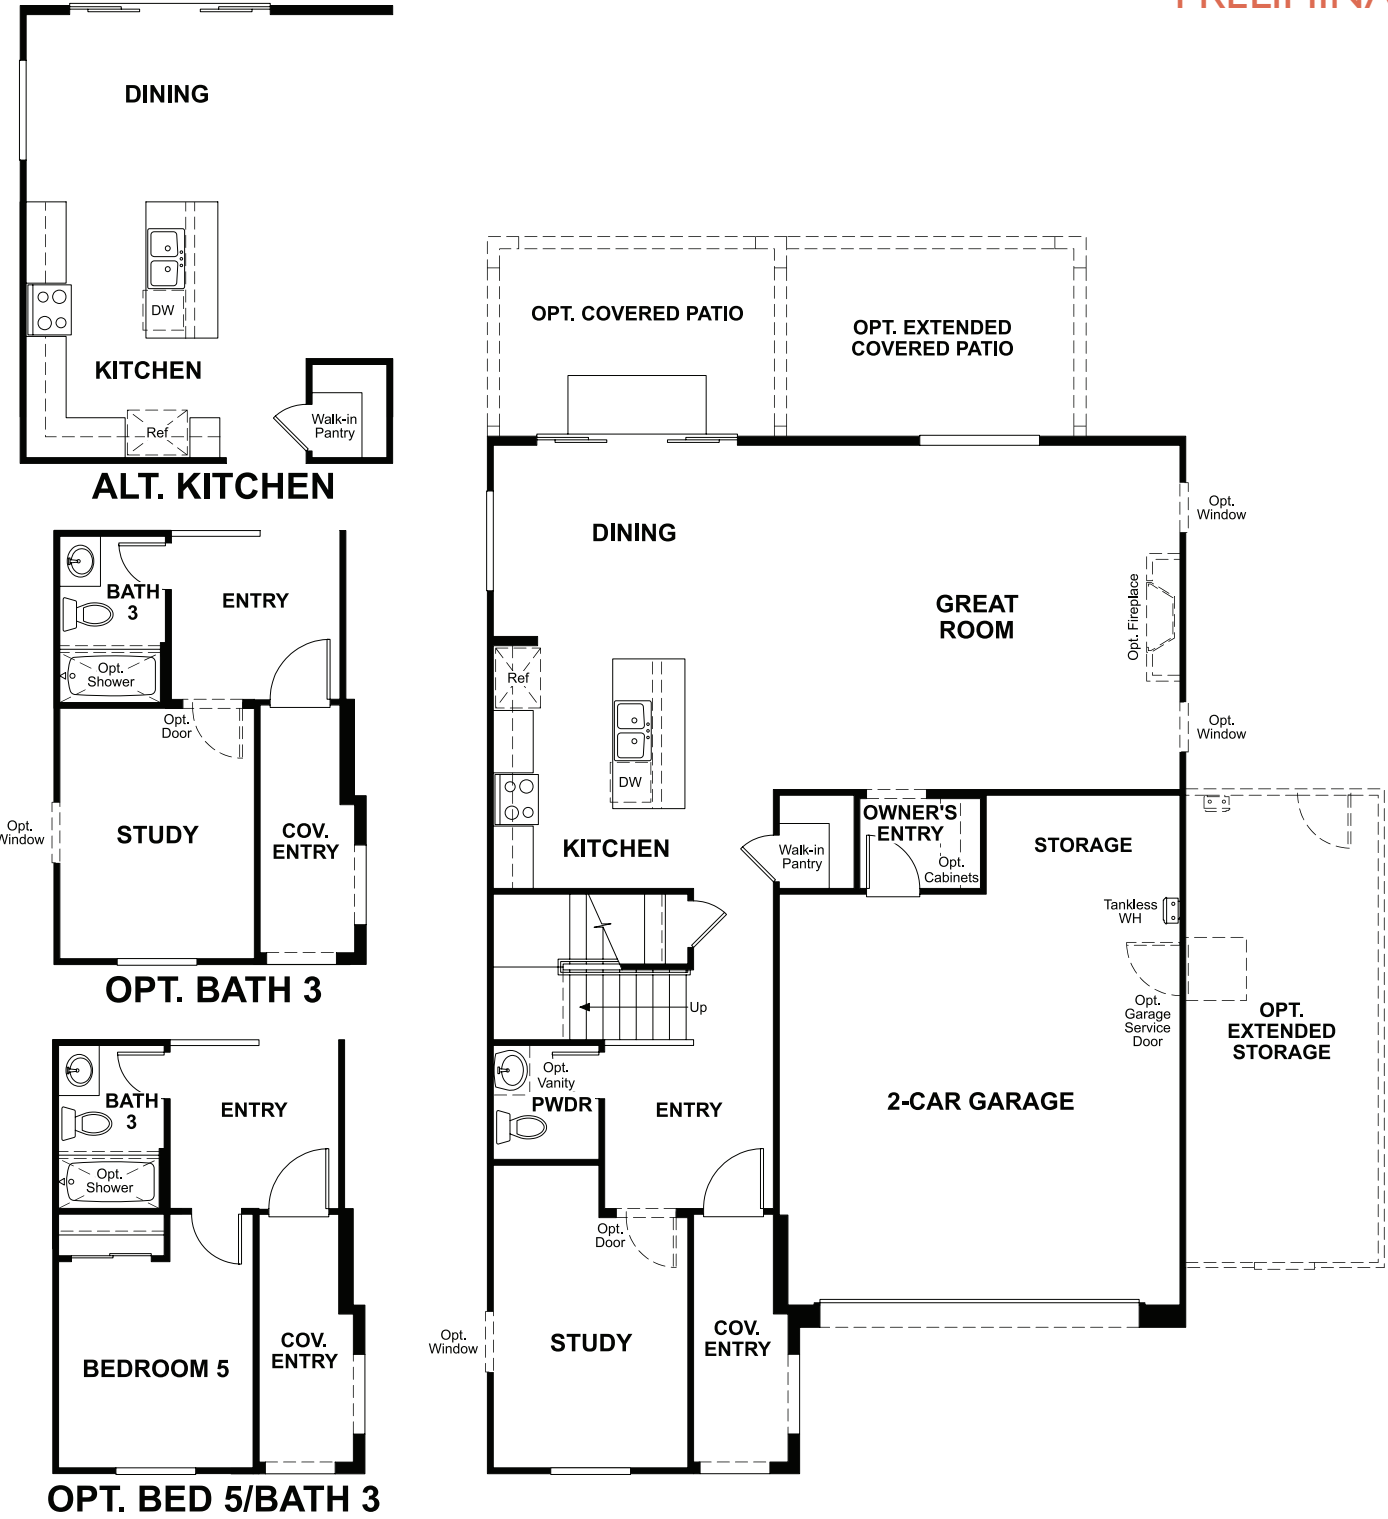 DINING
DW
KITCHEN
Ref
Walk-in
Pantry
ALT. KITCHEN
BATH
3
ENTRY
Opt.
Shower
Opt.
Door
Opt.
Window
STUDY
COV.
ENTRY
OPT. BATH 3
BATH
3
ENTRY
Opt.
Shower
BEDROOM 5
COV.
ENTRY
OPT. BED 5/BATH 3
OPT. COVERED PATIO
OPT. EXTENDED
COVERED PATIO
DINING
GREAT
ROOM
Opt.
Window
Opt. Fireplace
Opt.
Window
Ref
DW
KITCHEN
Walk-in
Pantry
OWNER'S
ENTRY
Opt.
Cabinets
STORAGE
Tankless
WH
Opt.
Garage
Service
Door
OPT.
EXTENDED
STORAGE
Up
Opt.
Vanity
PWDR
ENTRY
2-CAR GARAGE
Opt.
Door
Opt.
Window
STUDY
COV.
ENTRY